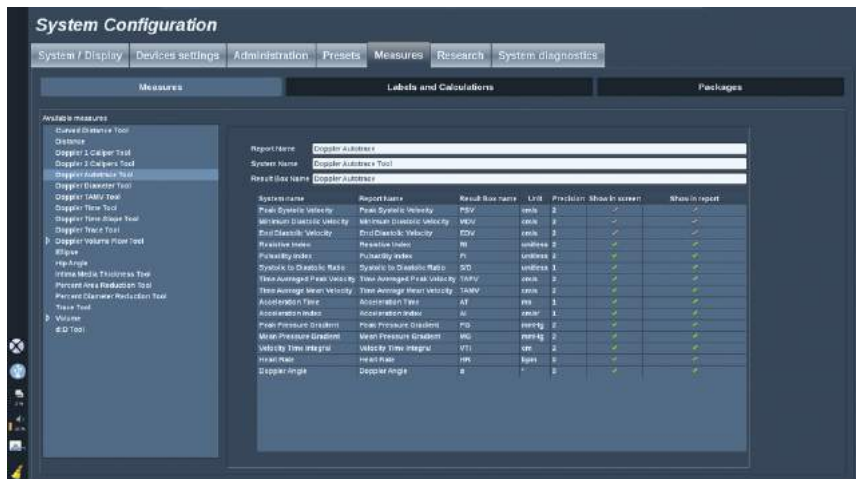 System Configuration
System / Display Devices settings Administration Presets Measures Research System diagnostics
Measures Labels and Calculations Packages
Available measures
Curved Distance Tool
Distance
Doppler 1 Caliper Tool
Doppler 2 Calipers Tool
Doppler Autotrace Tool
Doppler Diameter Tool
Doppler TAMV Tool
Doppler Time Tool
Doppler Time Slope Tool
Doppler Trace Tool
Doppler Volume Flow Tool
Ellipse
Hip Angle
Intima Media Thickness Tool
Percent Area Reduction Tool
Percent Diameter Reduction Tool
Trace Tool
Volume
d:D Tool
Report Name Doppler Autotrace
System Name Doppler Autotrace Tool
Result Box Name Doppler Autotrace
System name Report Name Result Box name Unit Precision Show in screen Show in report
Peak Systolic Velocity Peak Systolic Velocity PSV cm/s 2
Minimum Diastolic Velocity Minimum Diastolic Velocity MDV cm/s 2
End Diastolic Velocity End Diastolic Velocity EDV cm/s 2
Resistive Index Resistive Index RI unitless 2
Pulsatility Index Pulsatility Index PI unitless 2
Systolic to Diastolic Ratio Systolic to Diastolic Ratio S/D unitless 1
Time Averaged Peak Velocity Time Averaged Peak Velocity TAPV cm/s 2
Time Average Mean Velocity Time Average Mean Velocity TAMV cm/s 2
Acceleration Time Acceleration Time AT ms 1
Acceleration Index Acceleration Index AI cm/s² 1
Peak Pressure Gradient Peak Pressure Gradient PG mmHg 2
Mean Pressure Gradient Mean Pressure Gradient MG mmHg 2
Velocity Time Integral Velocity Time Integral VTI cm 2
Heart Rate Heart Rate HR bpm 0
Doppler Angle Doppler Angle ° 0